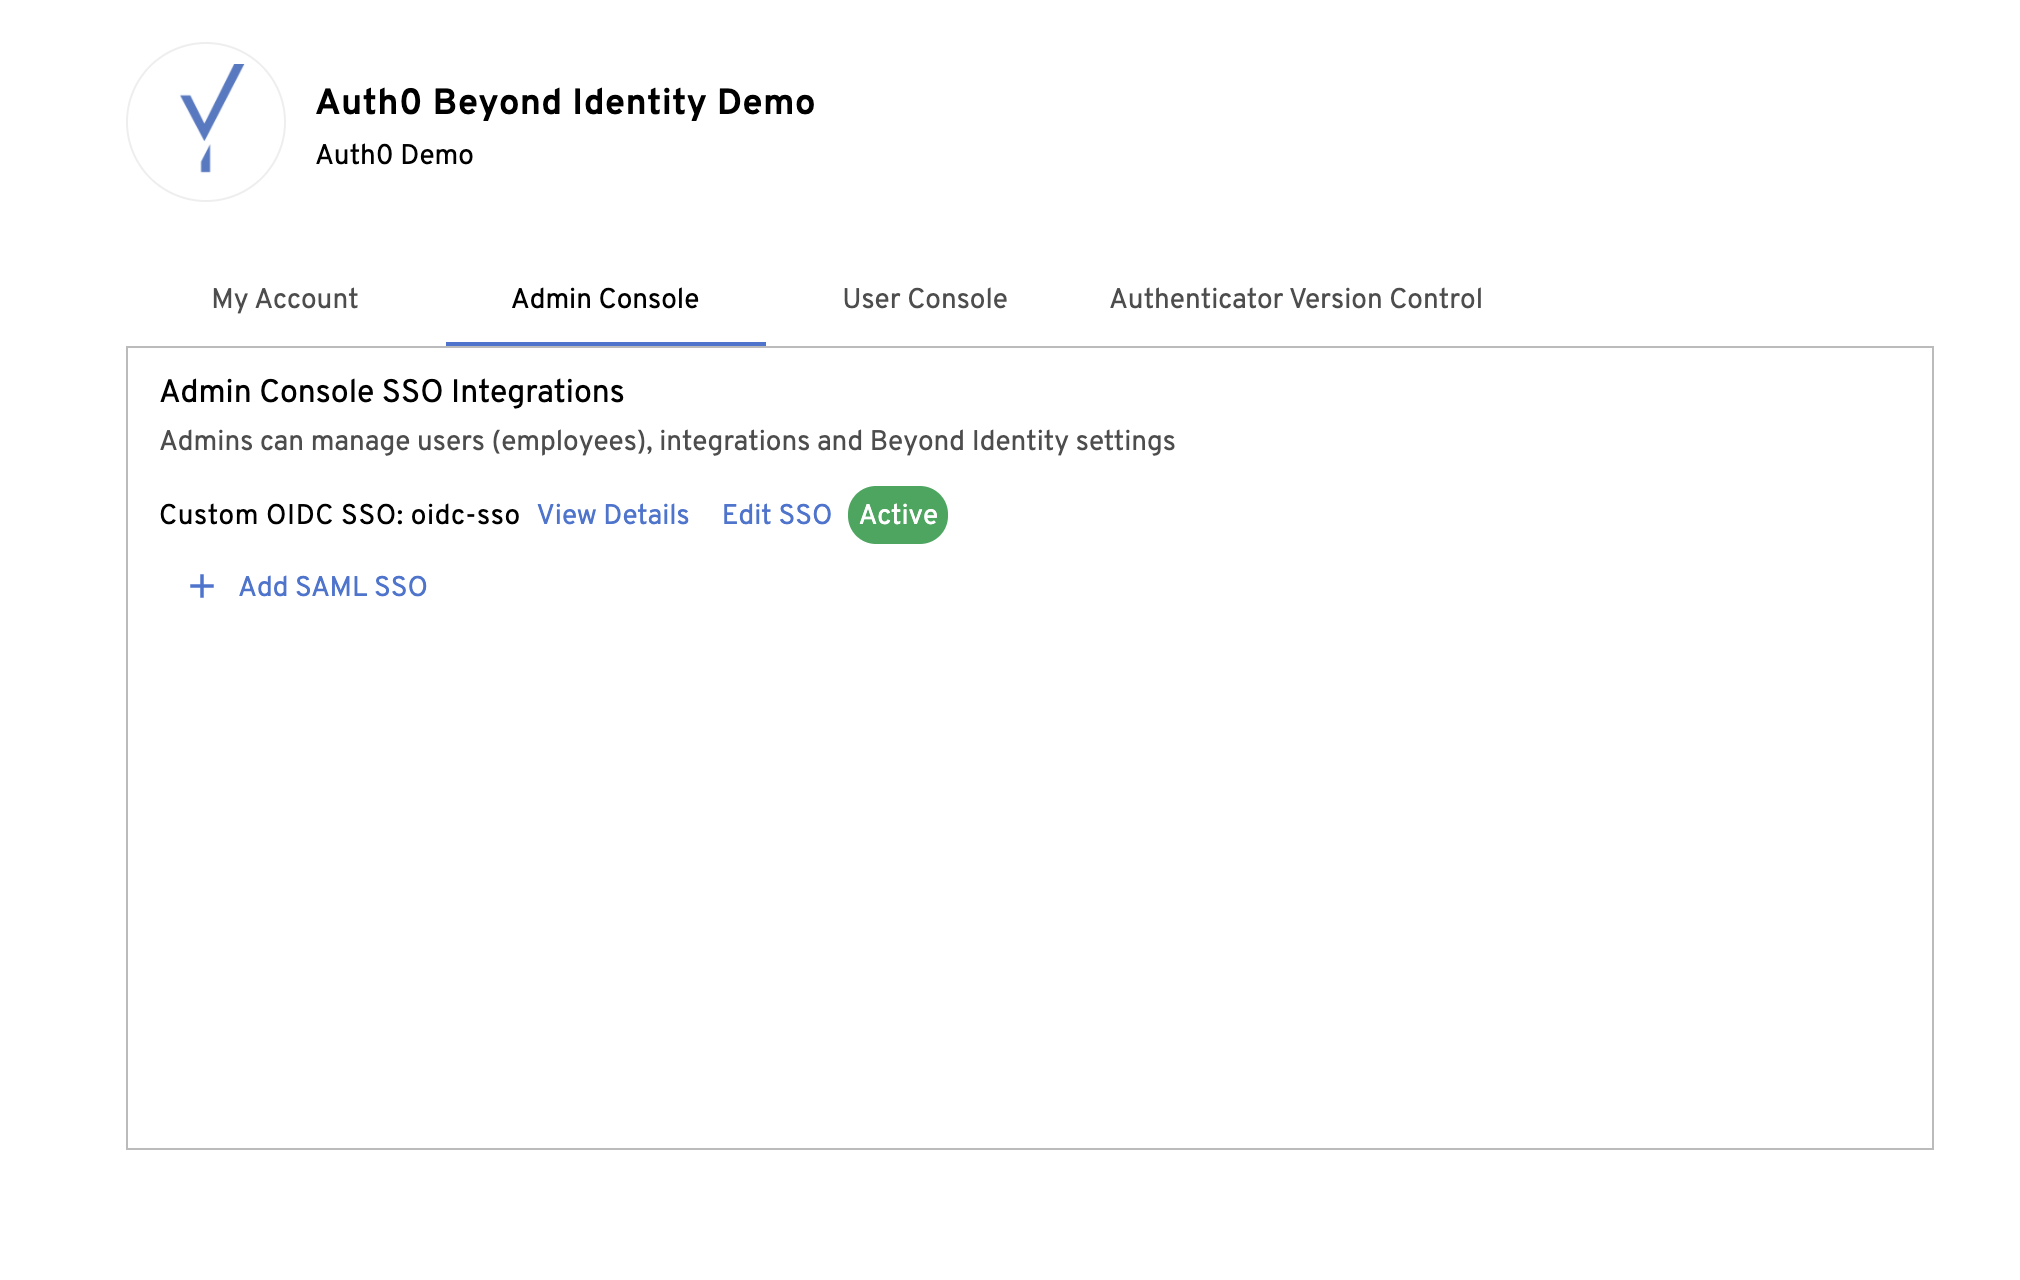 Auth0 Beyond Identity Demo
Auth0 Demo
My Account Admin Console User Console Authenticator Version Control
Admin Console SSO Integrations
Admins can manage users (employees), integrations and Beyond Identity settings
Custom OIDC SSO: oidc-sso View Details Edit SSO Active
+ Add SAML SSO